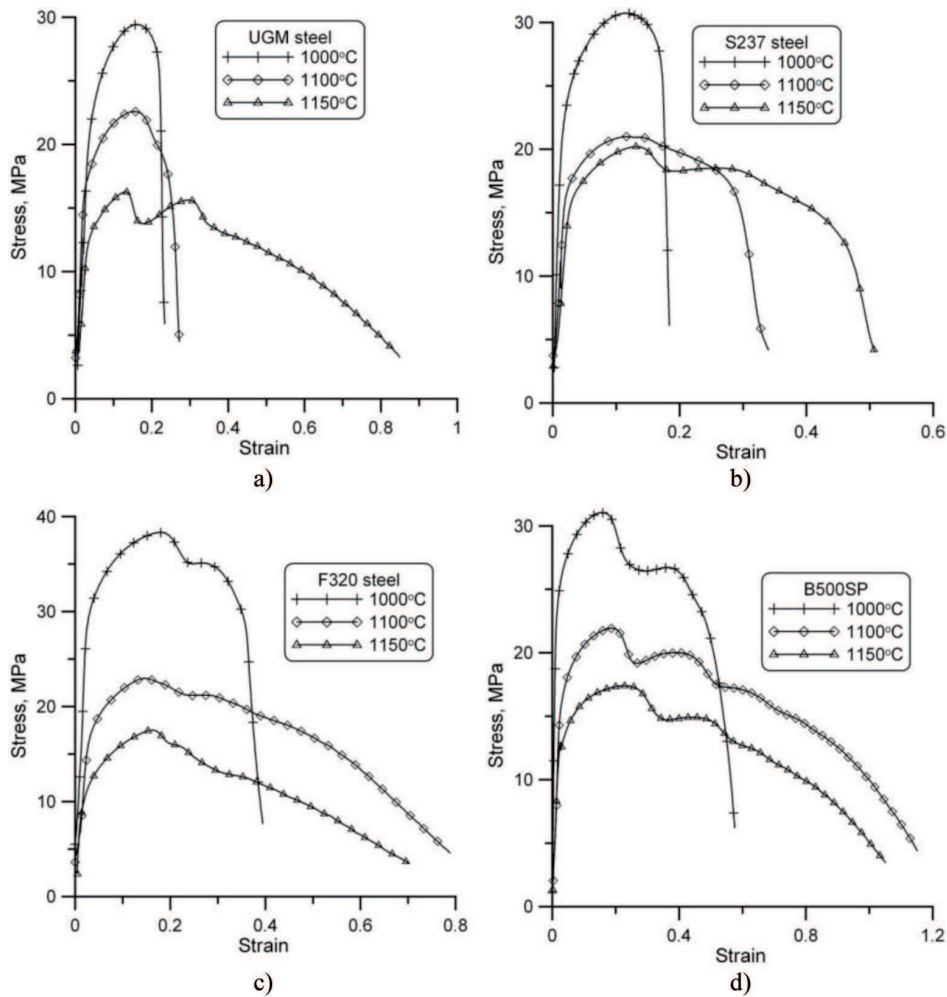 30
20
10
0
Stress, MPa
UGM steel
1000°C
1100°C
1150°C
0
0.2
0.4
0.6
0.8
1
Strain
a)
30
20
10
0
Stress, MPa
S237 steel
1000°C
1100°C
1150°C
0
0.2
0.4
0.6
Strain
b)
40
30
20
10
0
Stress, MPa
F320 steel
1000°C
1100°C
1150°C
0
0.2
0.4
0.6
0.8
Strain
c)
30
20
10
0
Stress, MPa
B500SP
1000°C
1100°C
1150°C
0
0.4
0.8
1.2
Strain
d)